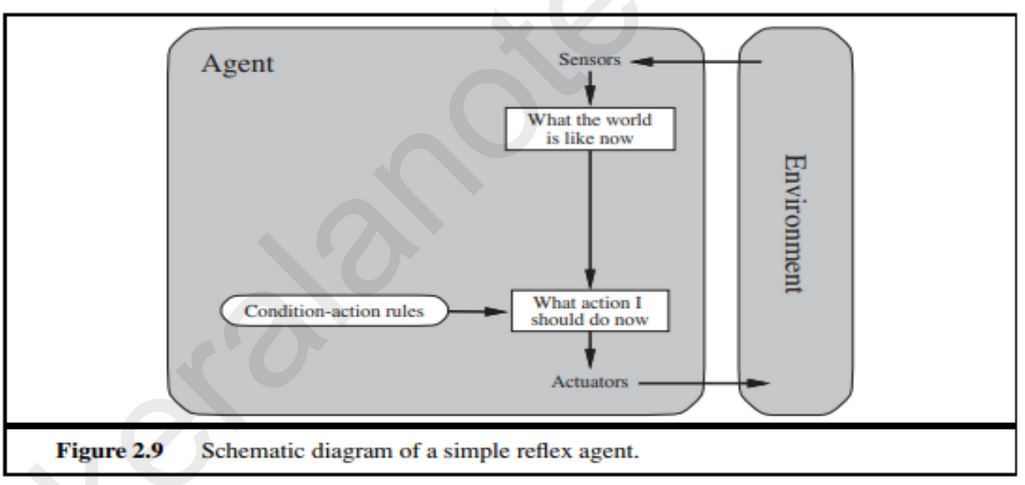 Agent
Sensors
What the world
is like now
Environment
Condition-action rules
What action I
should do now
Actuators
Figure 2.9 Schematic diagram of a simple reflex agent.
keralanote